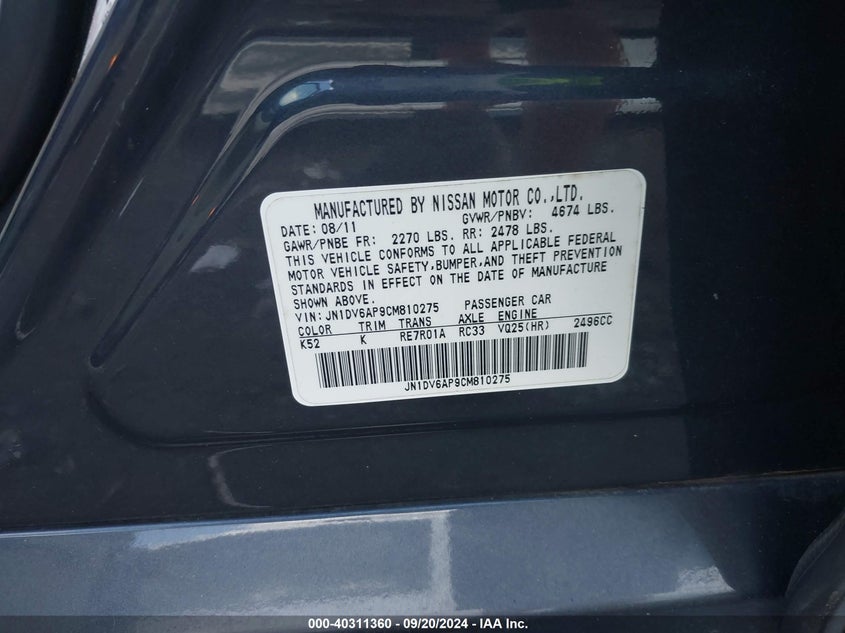 MANUFACTURED BY NISSAN MOTOR CO.,LTD.
DATE: 08/11 GVWR/PNBV: 4674 LBS.
GAWR/PNBE FR: 2270 LBS. RR: 2478 LBS.
THIS VEHICLE CONFORMS TO ALL APPLICABLE FEDERAL
MOTOR VEHICLE SAFETY,BUMPER,AND THEFT PREVENTION
STANDARDS IN EFFECT ON THE DATE OF MANUFACTURE
SHOWN ABOVE.
VIN: JN1DV6AP9CM810275 PASSENGER CAR
COLOR TRIM TRANS AXLE ENGINE
K52 K RE7R01A RC33 VQ25(HR) 2496CC
JN1DV6AP9CM810275
000-40311360 - 09/20/2024 - IAA Inc.